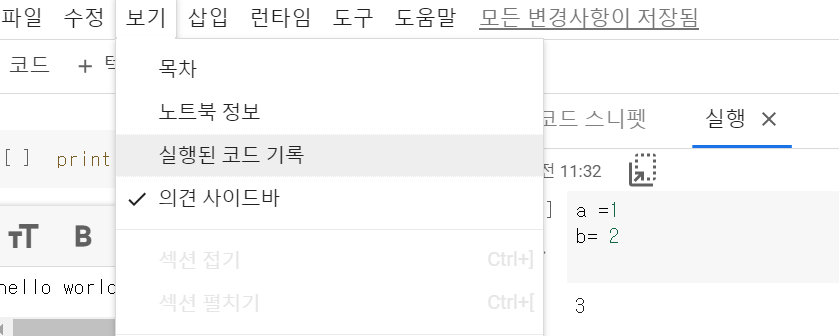 파일 수정 보기 삽입 런타임 도구 도움말 모든 변경사항이 저장됨
코드 +
목차
노트북 정보
실행된 코드 기록
의견 사이드바
섹션 접기 Ctrl+]
섹션 펼치기 Ctrl+[
[ ] print
TT B
hello world
코드 스니펫 실행 ×
전 11:32
]
a =1
b= 2
3